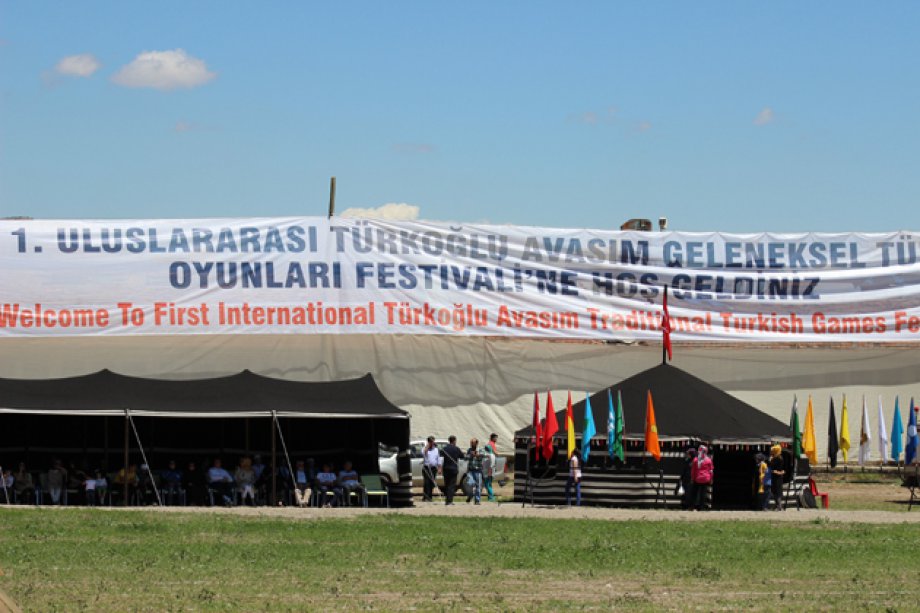 1. ULUSLARARASI TÜRKOĞLU AVASIM GELENEKSEL TÜ
OYUNLARI FESTİVALİ'NE HOŞ GELDİNİZ
Welcome To First International Türkoğlu Avasım Traditional Turkish Games Fe